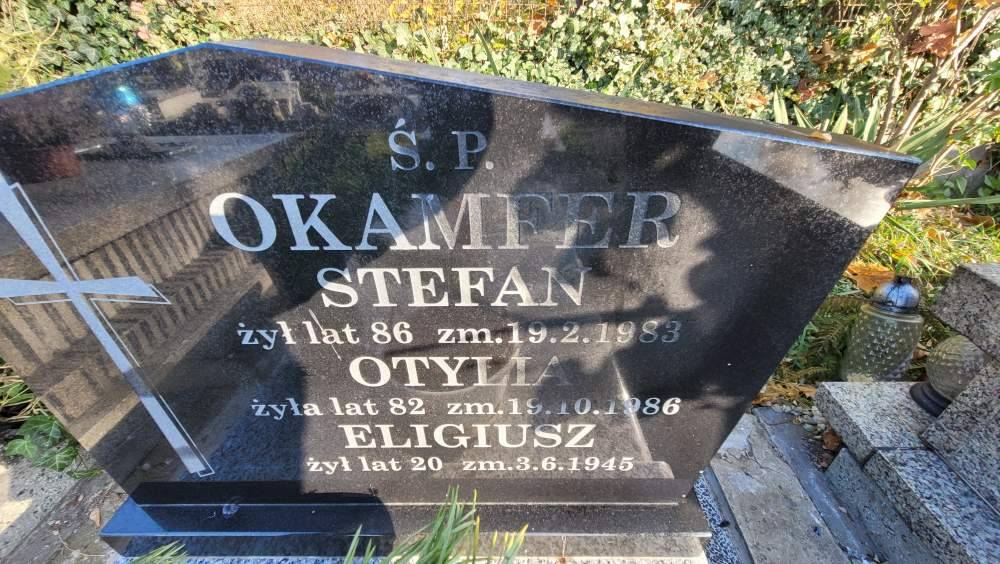 Ś. P.
OKAMFER
STEFAN
żył lat 86 zm.19.2.1983
OTYLIA
żyła lat 82 zm.19.10.1986
ELIGIUSZ
żył lat 20 zm.3.6.1945